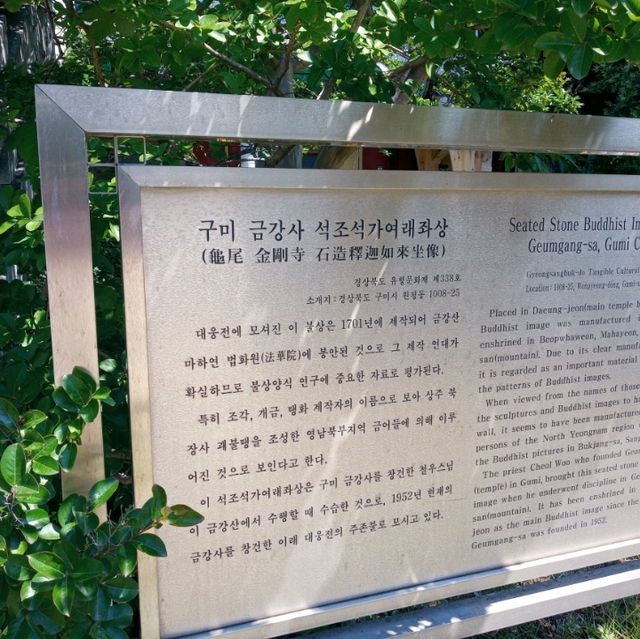 구미 금강사 석조석가여래좌상
(龜尾 金剛寺 石造釋迦如來坐像)
경상북도 유형문화재 제338호
소재지 : 경상북도 구미시 원평동 1008-25
대웅전에 모셔진 이 불상은 1701년에 제작되어 금강산
마하연 법화원(法華院)에 봉안된 것으로 그 제작 연대가
확실하므로 불상양식 연구에 중요한 자료로 평가된다.
특히 조각, 개금, 탱화 제작자의 이름으로 보아 상주 북
장사 괘불탱을 조성한 영남북부지역 금어들에 의해 이루
어진 것으로 보인다고 한다.
이 석조석가여래좌상은 구미 금강사를 창건한 철우스님
이 금강산에서 수행할 때 수습한 것으로, 1952년 현재의
금강사를 창건한 이래 대웅전의 주존불로 모시고 있다.
Seated Stone Buddhist
Geumgang-sa, Gumi
Gyeongsangbuk-do Tangible Cultural
Location : 1008-25, Wonpyeong-dong,
Placed in Daeung-jeon(main temple
Buddhist image was manufactured
enshrined in Beopwhaween, Mahayeon,
san(mountain). Due to its clear
it is regarded as an important material
the patterns of Buddhist images.
When viewed from the names of
the sculptures and Buddhist images to
wall, it seems to have been
persons of the North Yeongnam region
the Buddhist pictures in Bukjang-sa,
The priest Cheol Woo who founded
(temple) in Gumi, brought this seated stone
image when he underwent discipline in
san(mountain). It has been enshrined in
jeon as the main Buddhist image since the
Geumgang-sa was founded in 1952.